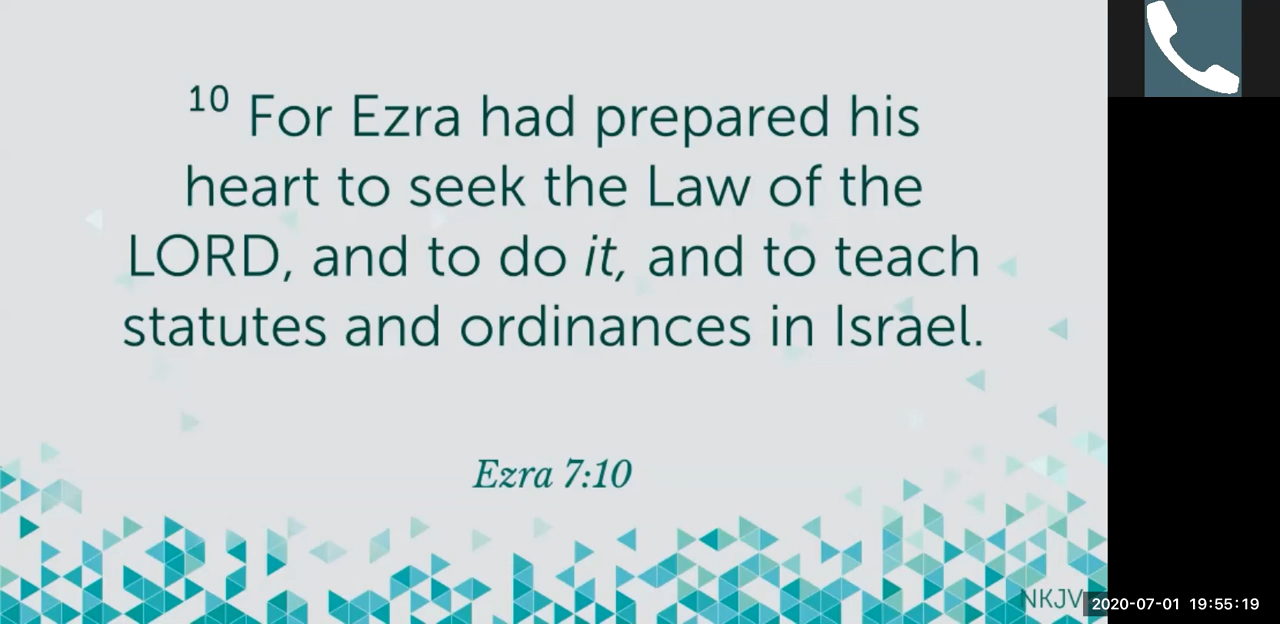 10 For Ezra had prepared his
heart to seek the Law of the
LORD, and to do it, and to teach
statutes and ordinances in Israel.
Ezra 7:10
NKJV
2020-07-01 19:55:19